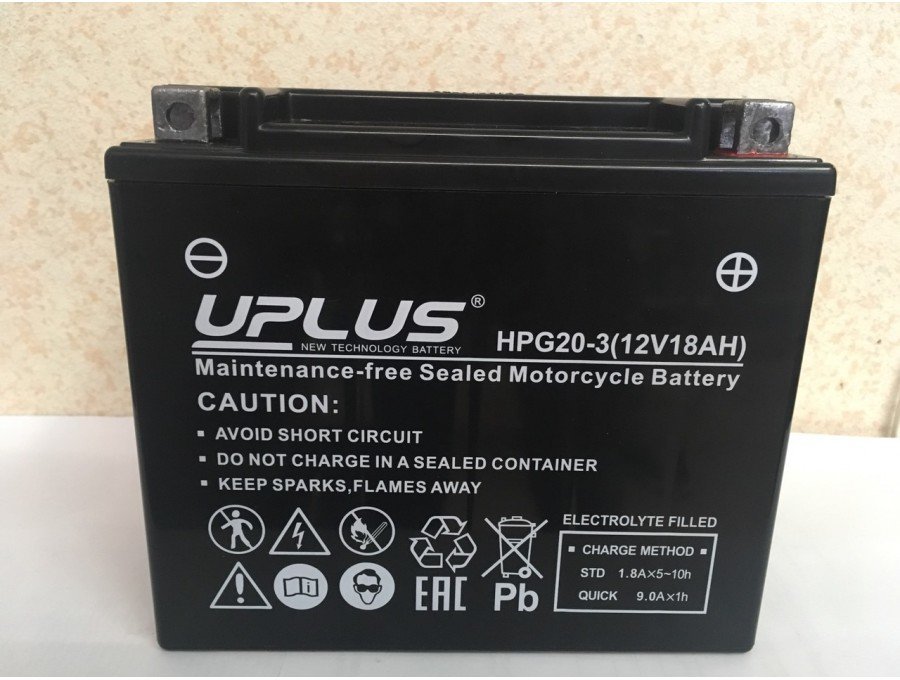 UPLUS®
NEW TECHNOLOGY BATTERY
HPG20-3(12V18AH)
Maintenance-free Sealed Motorcycle Battery
CAUTION:
▪ AVOID SHORT CIRCUIT
▪ DO NOT CHARGE IN A SEALED CONTAINER
▪ KEEP SPARKS,FLAMES AWAY
ELECTROLYTE FILLED
▪ CHARGE METHOD ▪
STD 1.8A×5~10h
QUICK 9.0A×1h
EAC
Pb